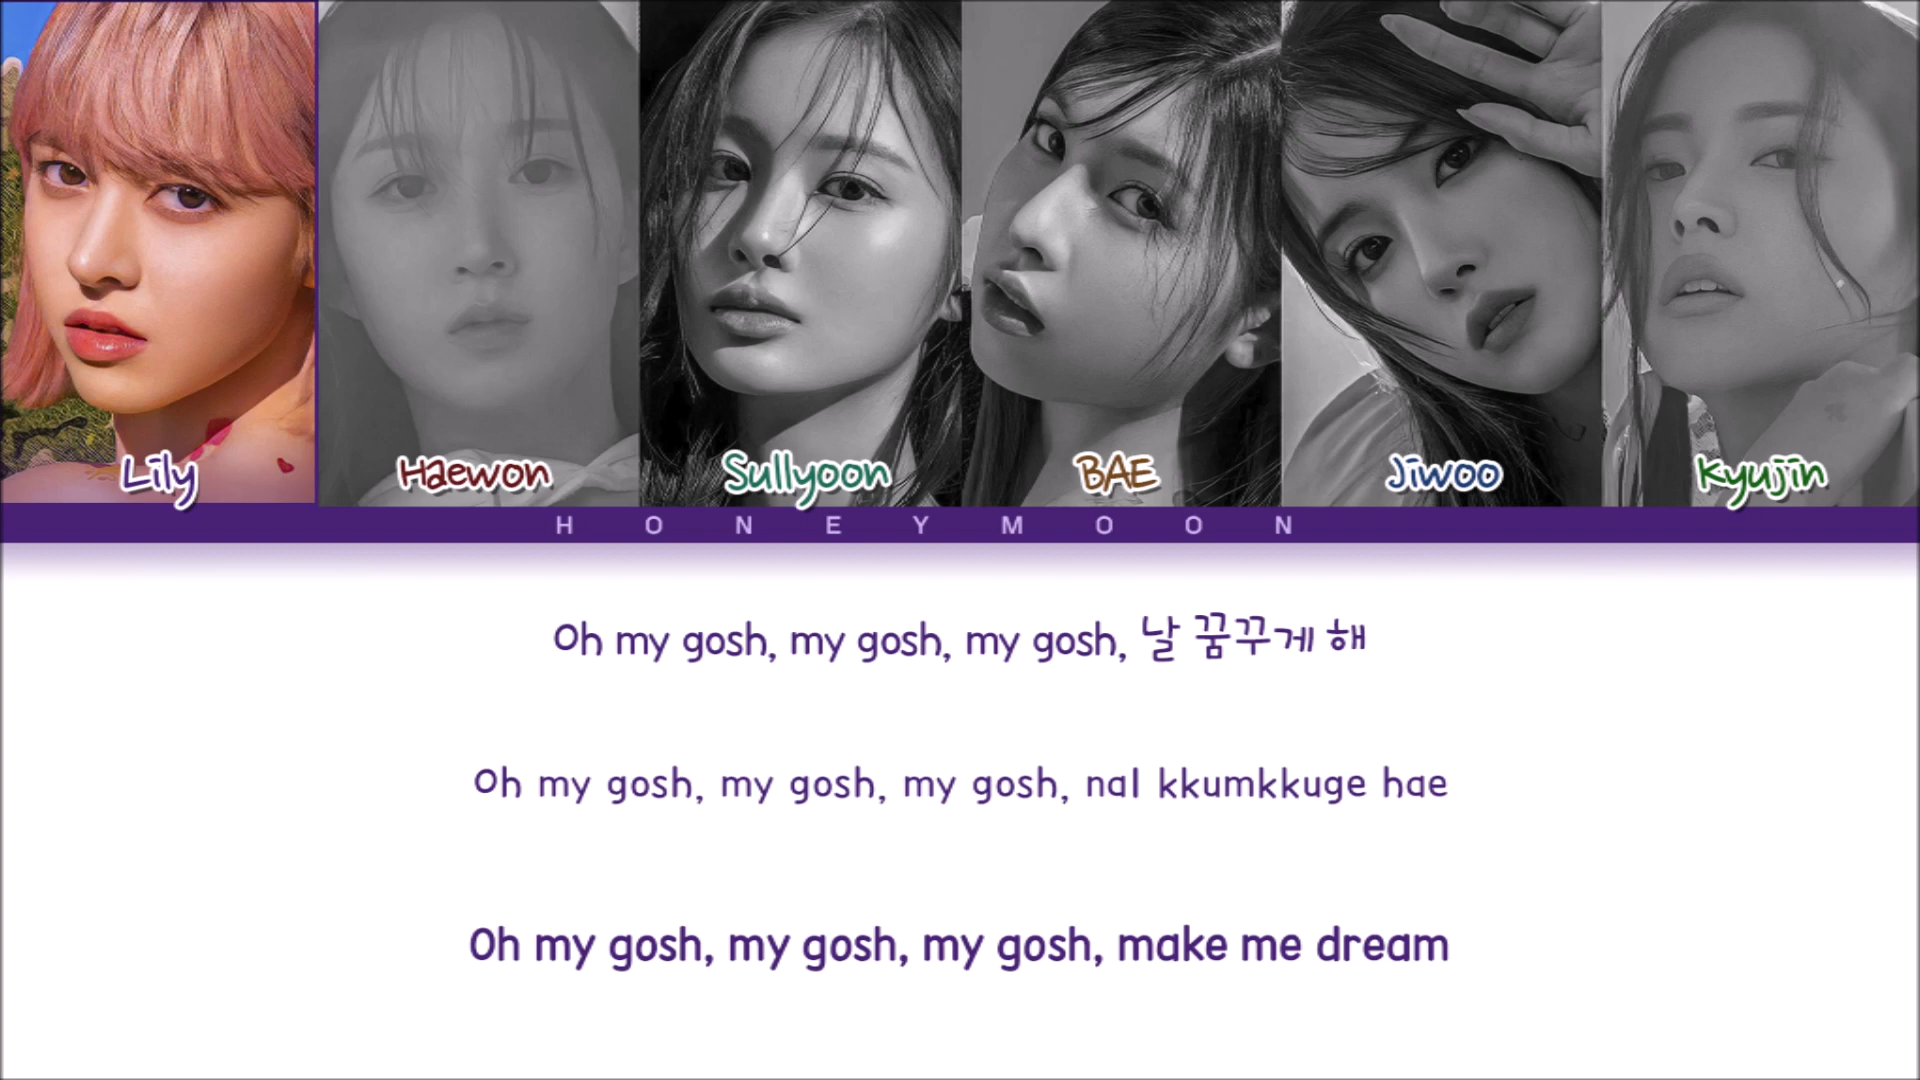 Lily Haewon Sullyoon BAE Jiwoo Kyujin
HONEYMOON
Oh my gosh, my gosh, my gosh, 날 꿈꾸게 해
Oh my gosh, my gosh, my gosh, nal kkumkkuge hae
Oh my gosh, my gosh, my gosh, make me dream